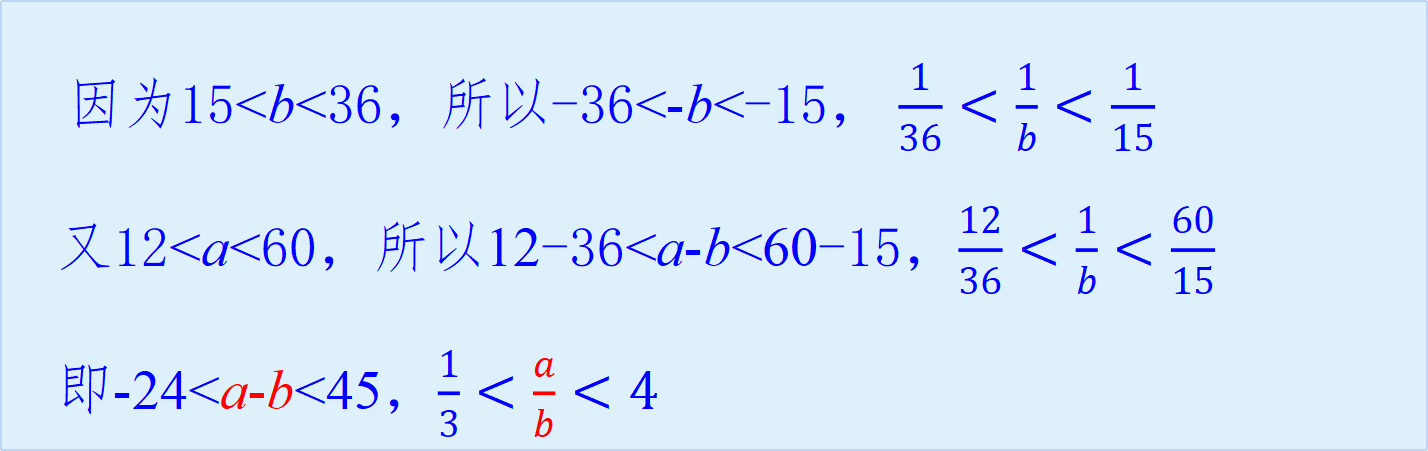 因为15<b<36，所以-36<-b<-15，1/36 < 1/b < 1/15
又12<a<60，所以12-36<a-b<60-15，12/36 < 1/b < 60/15
即-24<a-b<45，1/3 < a/b < 4